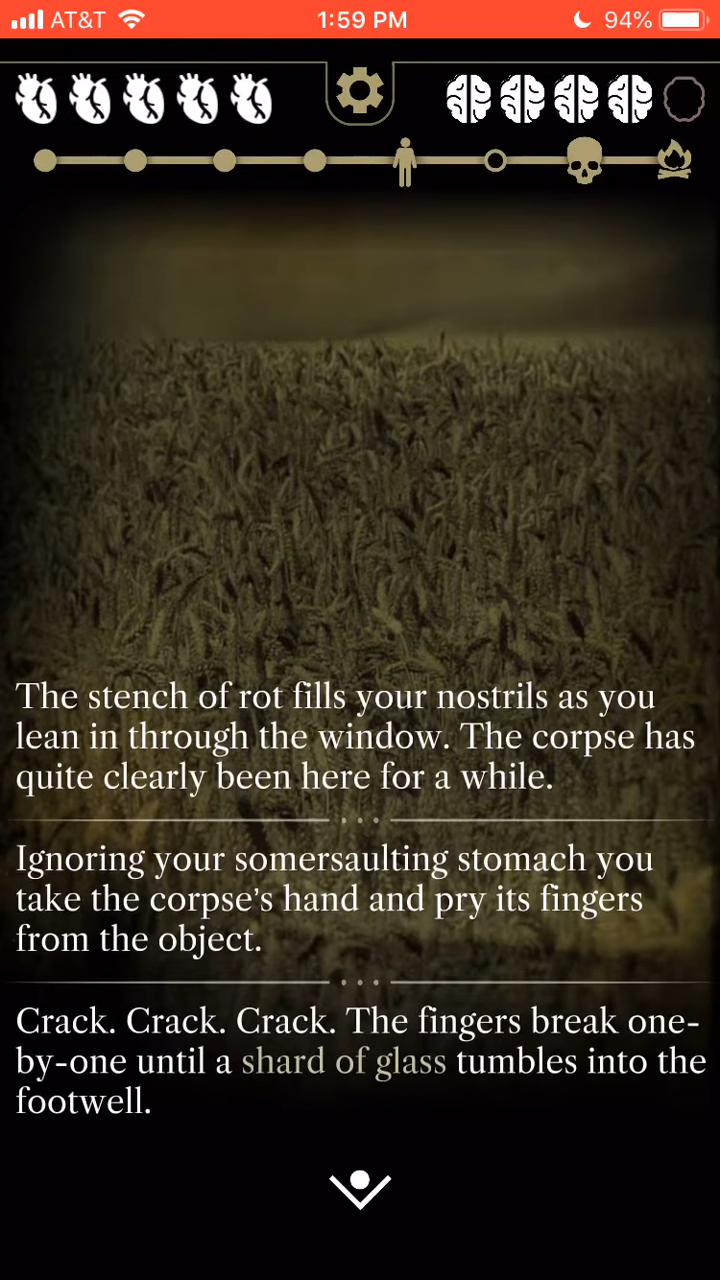 AT&T
1:59 PM
94%
The stench of rot fills your nostrils as you
lean in through the window. The corpse has
quite clearly been here for a while.
Ignoring your somersaulting stomach you
take the corpse’s hand and pry its fingers
from the object.
Crack. Crack. Crack. The fingers break one-
by-one until a shard of glass tumbles into the
footwell.